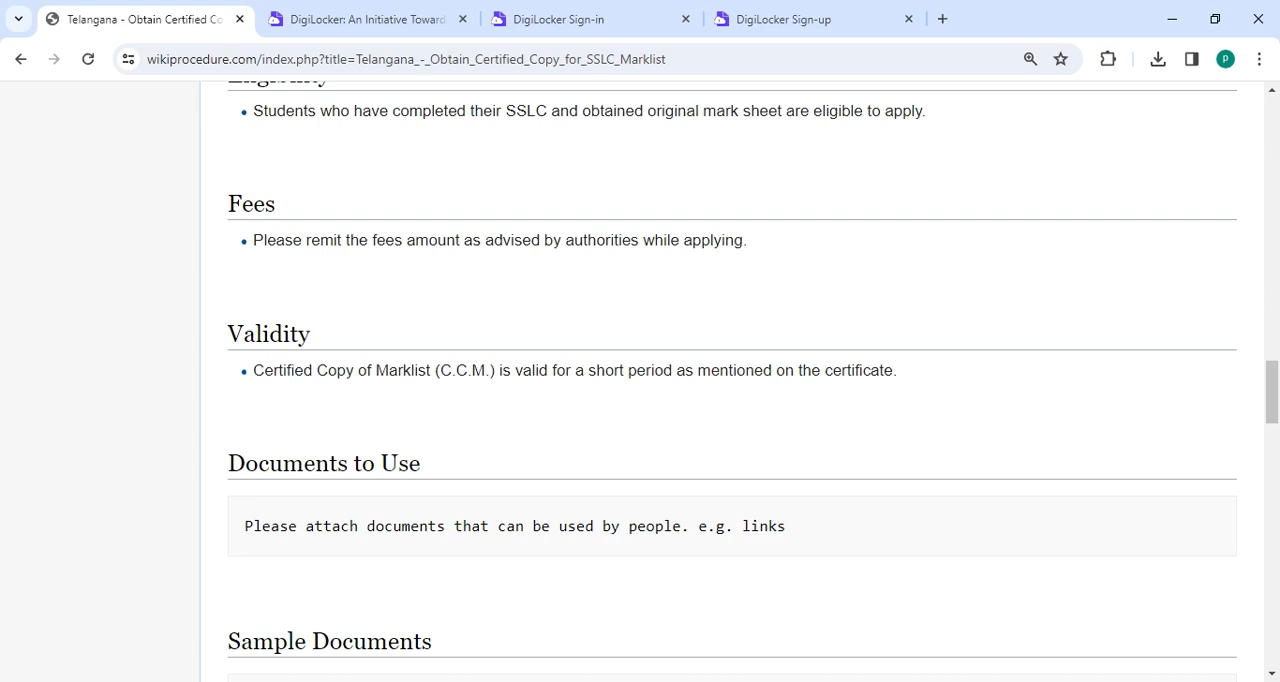 Telangana - Obtain Certified Co
DigiLocker: An Initiative Toward
DigiLocker Sign-in
DigiLocker Sign-up
wikiprocedure.com/index.php?title=Telangana_-_Obtain_Certified_Copy_for_SSLC_Marklist
P
Eligibility
Students who have completed their SSLC and obtained original mark sheet are eligible to apply.
Fees
Please remit the fees amount as advised by authorities while applying.
Validity
Certified Copy of Marklist (C.C.M.) is valid for a short period as mentioned on the certificate.
Documents to Use
Please attach documents that can be used by people. e.g. links
Sample Documents